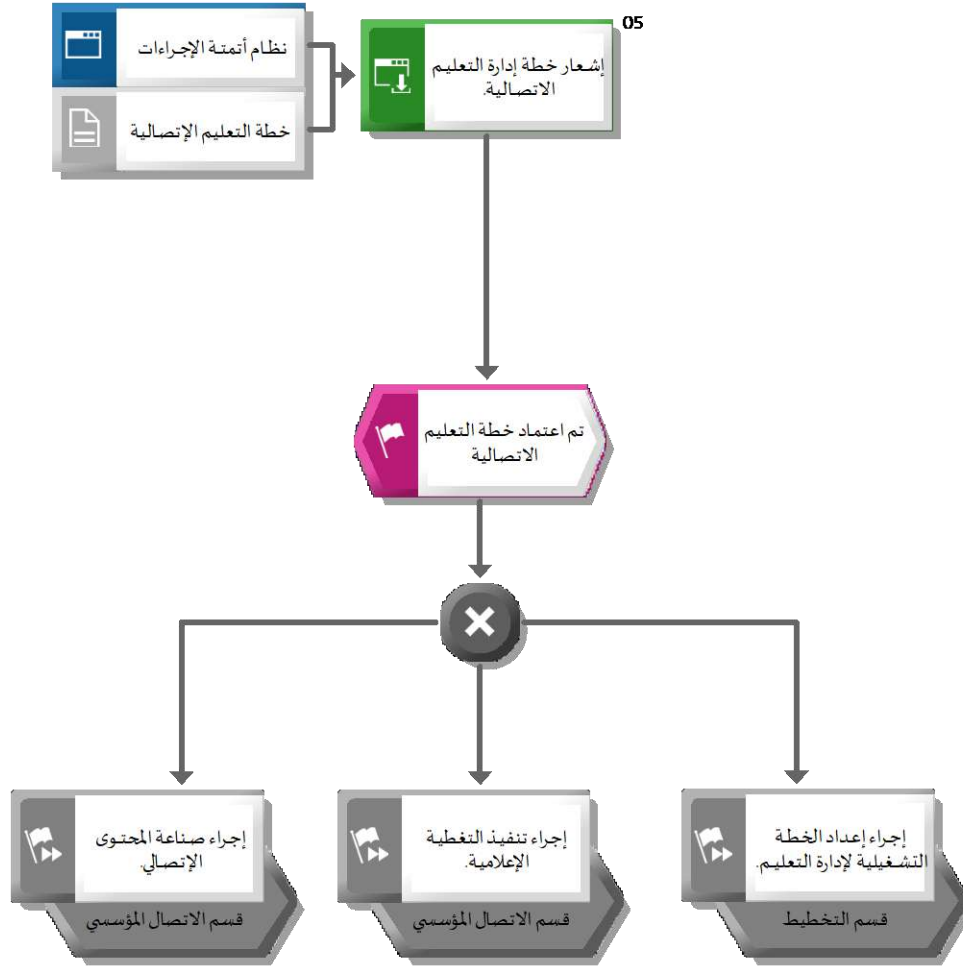 05
إشعار خطة إدارة التعليم
الاتصالية.
نظام أتمتة الإجراءات
خطة التعليم الإتصالية
تم اعتماد خطة التعليم
الاتصالية
إجراء إعداد الخطة
التشغيلية لإدارة التعليم.
قسم التخطيط
إجراء تنفيذ التغطية
الإعلامية.
قسم الاتصال المؤسسي
إجراء صناعة المحتوى
الإتصالي.
قسم الاتصال المؤسسي